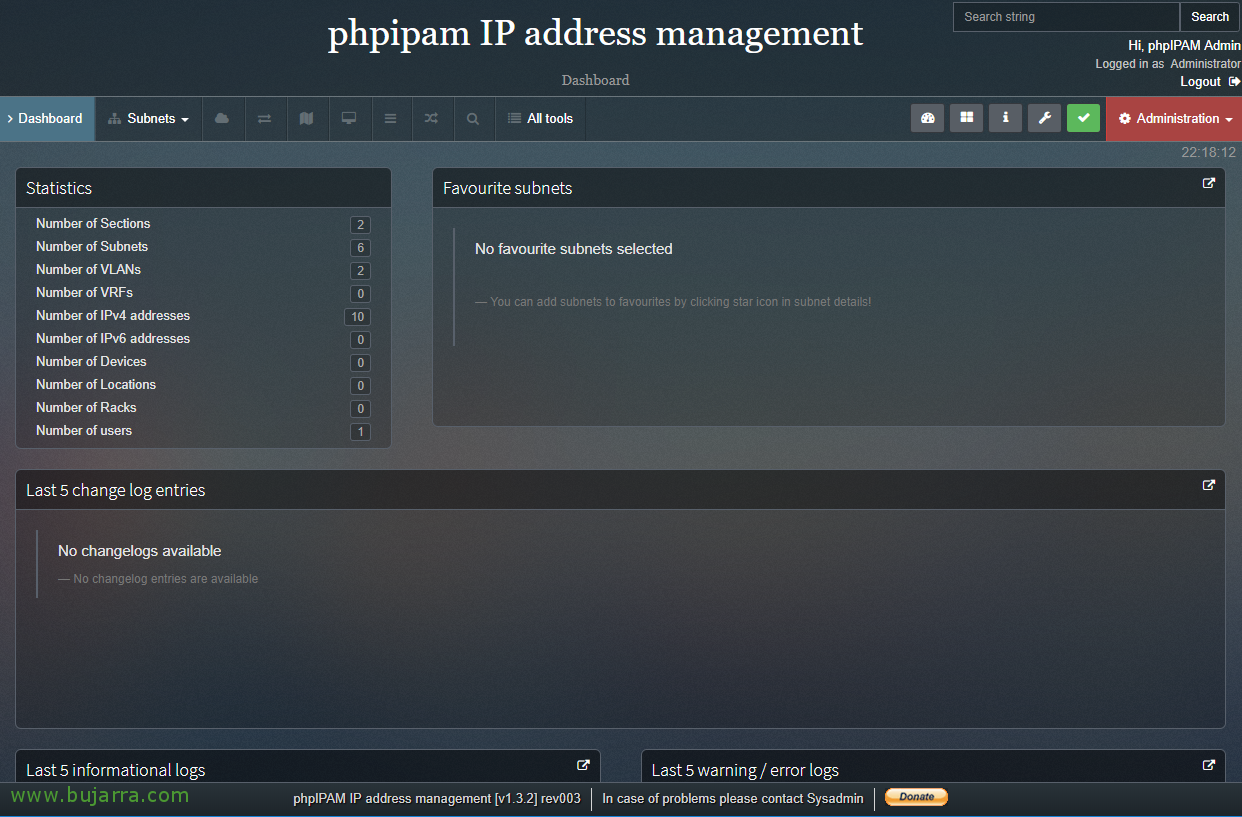 phpipam IP address management
Dashboard
Search string
Search
Hi, phpIPAM Admin
Logged in as Administrator
Logout
Dashboard
Subnets
All tools
Administration
22:18:12
Statistics
Number of Sections 2
Number of Subnets 6
Number of VLANs 2
Number of VRFs 0
Number of IPv4 addresses 10
Number of IPv6 addresses 0
Number of Devices 0
Number of Locations 0
Number of Racks 0
Number of users 1
Favourite subnets
No favourite subnets selected
— You can add subnets to favourites by clicking star icon in subnet details!
Last 5 change log entries
No changelogs available
— No changelog entries are available
Last 5 informational logs
Last 5 warning / error logs
www.bujarra.com
phpIPAM IP address management [v1.3.2] rev003
In case of problems please contact Sysadmin
Donate